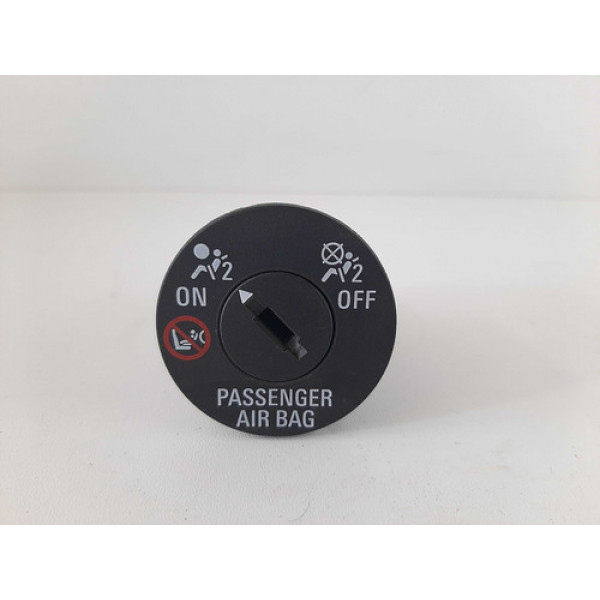 2 2
ON OFF
PASSENGER
AIR BAG